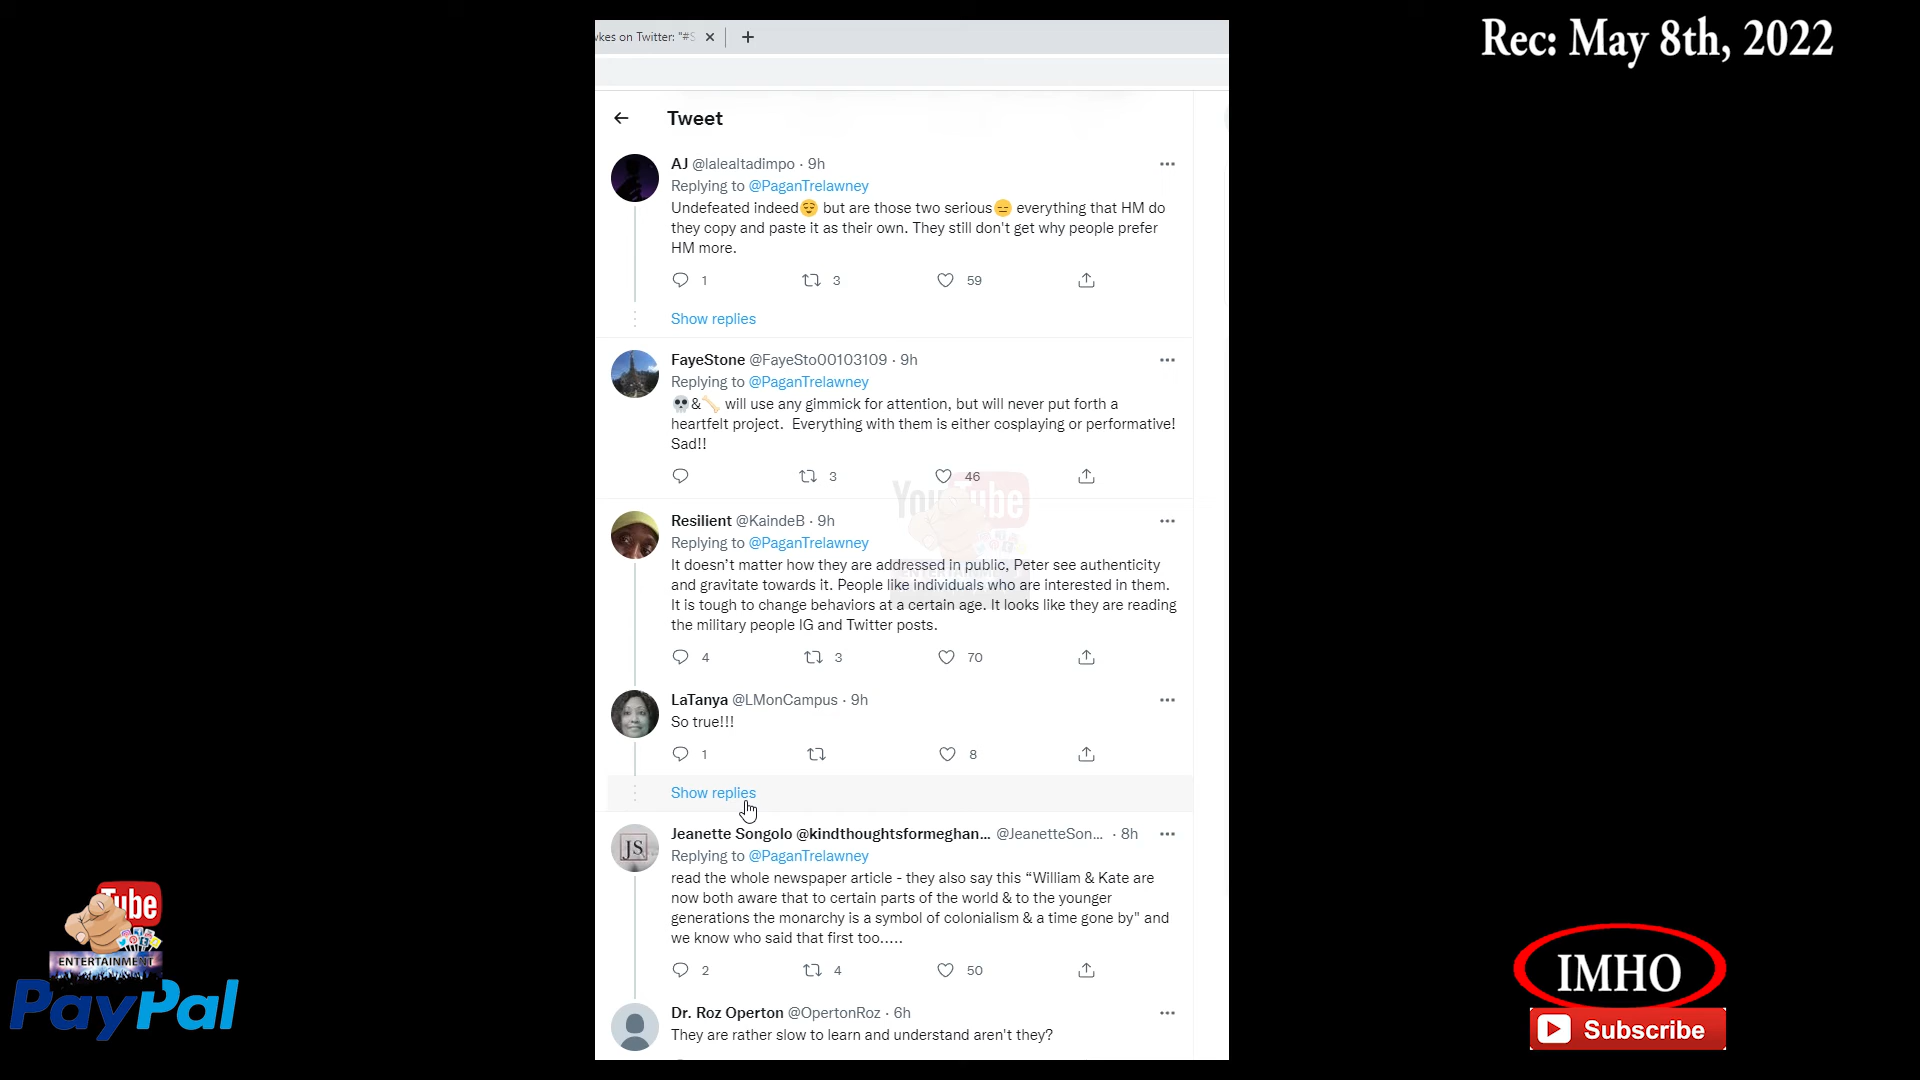 Rec: May 8th, 2022
wkes on Twitter: "#S
Tweet
AJ @lalealtadimpo · 9h
Replying to @PaganTrelawney
Undefeated indeed😌 but are those two serious😑 everything that HM do
they copy and paste it as their own. They still don't get why people prefer
HM more.
1 3 59
Show replies
FayeStone @FayeSto00103109 · 9h
Replying to @PaganTrelawney
💀&🦴 will use any gimmick for attention, but will never put forth a
heartfelt project. Everything with them is either cosplaying or performative!
Sad!!
3 46
YouTube
ENTERTAINMENT
Resilient @KaindeB · 9h
Replying to @PaganTrelawney
It doesn’t matter how they are addressed in public, Peter see authenticity
and gravitate towards it. People like individuals who are interested in them.
It is tough to change behaviors at a certain age. It looks like they are reading
the military people IG and Twitter posts.
4 3 70
LaTanya @LMonCampus · 9h
So true!!!
1 8
Show replies
Jeanette Songolo @kindthoughtsformeghan... @JeanetteSon... · 8h
JS
Replying to @PaganTrelawney
read the whole newspaper article - they also say this “William & Kate are
now both aware that to certain parts of the world & to the younger
generations the monarchy is a symbol of colonialism & a time gone by" and
we know who said that first too.....
2 4 50
Dr. Roz Operton @OpertonRoz · 6h
They are rather slow to learn and understand aren't they?
Tube
ENTERTAINMENT
PayPal
IMHO
Subscribe